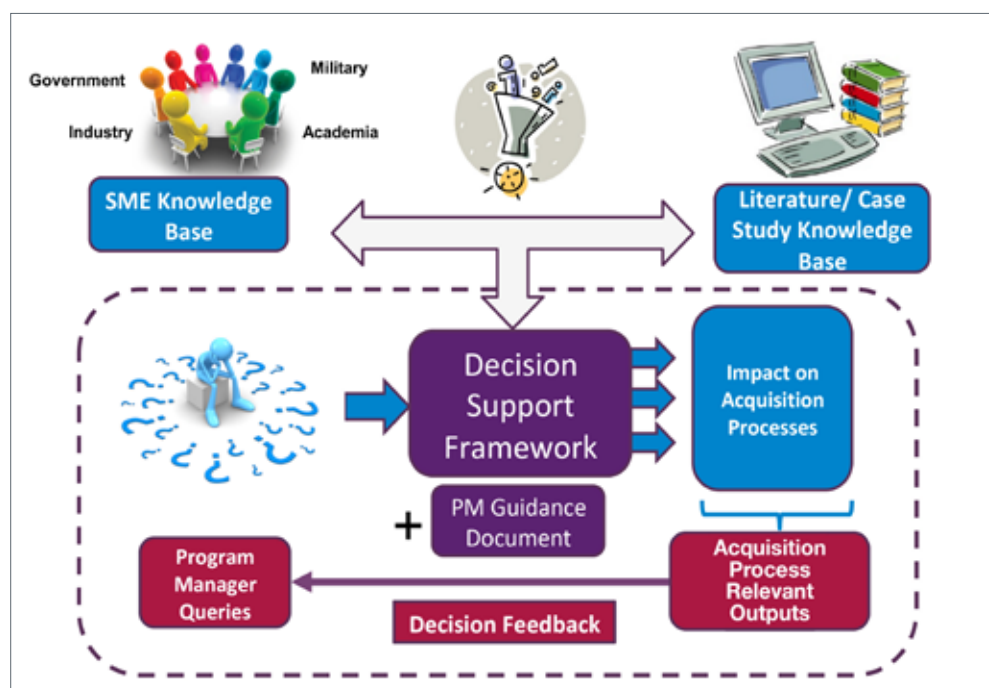 Government
Military
Industry
Academia
SME Knowledge
Base
Literature/ Case
Study Knowledge
Base
Decision
Support
Framework
Impact on
Acquisition
Processes
+
PM Guidance
Document
Program
Manager
Queries
Acquisition
Process
Relevant
Outputs
Decision Feedback